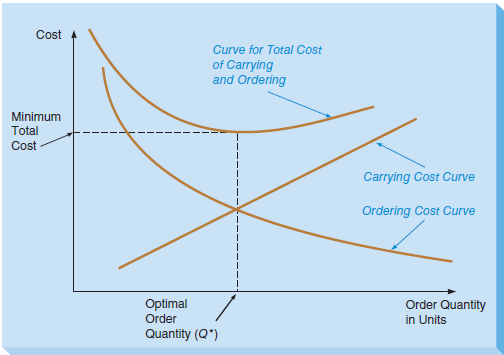 Cost
Curve for Total Cost
of Carrying
and Ordering
Minimum
Total
Cost
Carrying Cost Curve
Ordering Cost Curve
Optimal
Order
Quantity (Q*)
Order Quantity
in Units